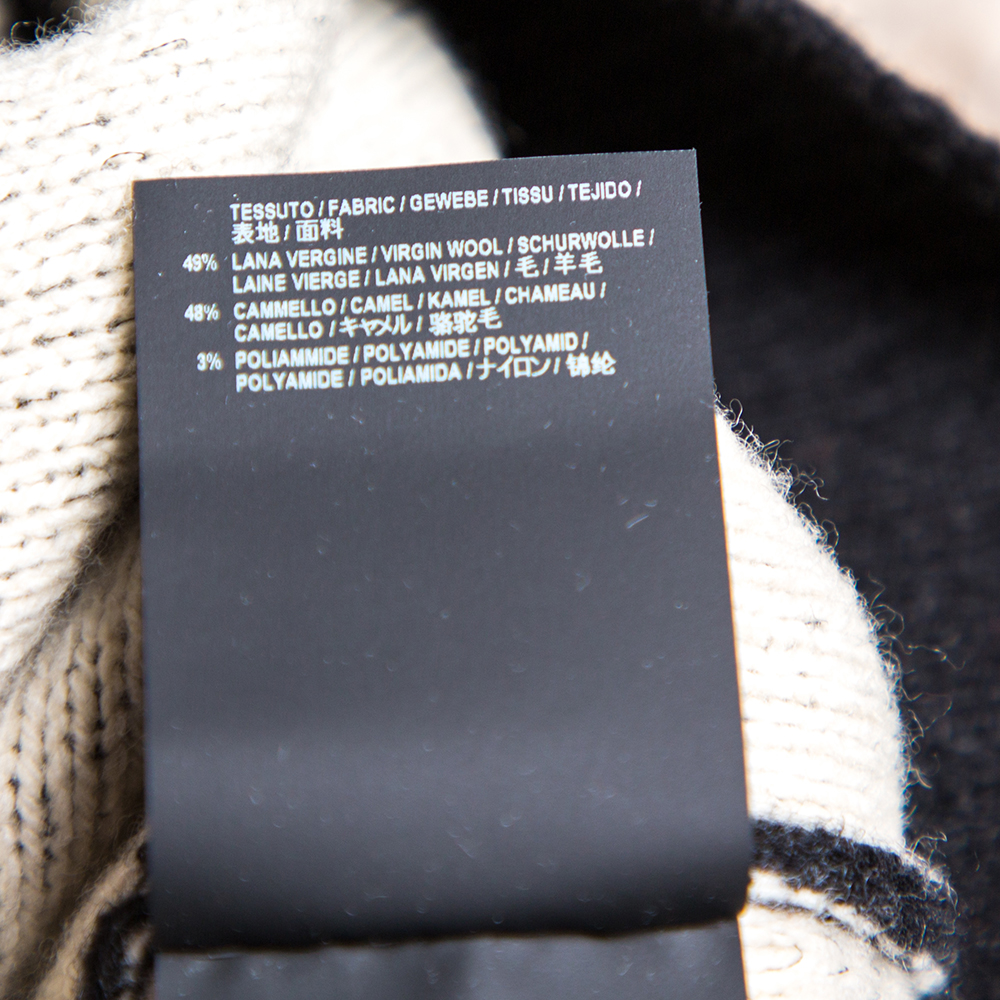 TESSUTO / FABRIC / GEWEBE / TISSU / TEJIDO /
表地 / 面料
49% LANA VERGINE / VIRGIN WOOL / SCHURWOLLE /
LAINE VIERGE / LANA VIRGEN / 毛 / 羊毛
48% CAMMELLO / CAMEL / KAMEL / CHAMEAU /
CAMELLO / キャメル / 骆驼毛
3% POLIAMMIDE / POLYAMIDE / POLYAMID /
POLYAMIDE / POLIAMIDA / ナイロン / 锦纶